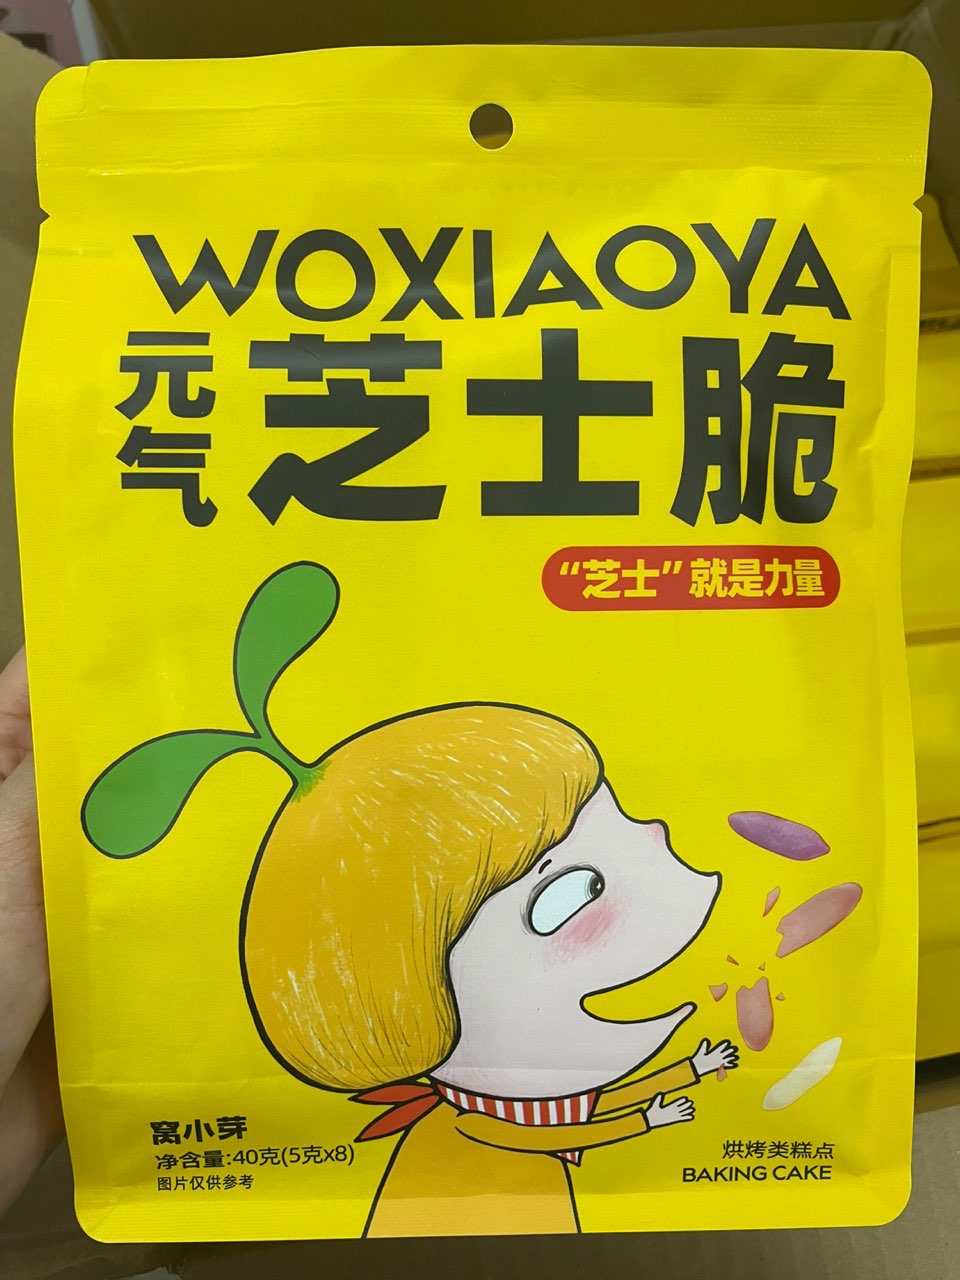 WOXIAOYA
元气 芝士脆
“芝士”就是力量
窝小芽
净含量:40克(5克x8)
图片仅供参考
烘烤类糕点
BAKING CAKE